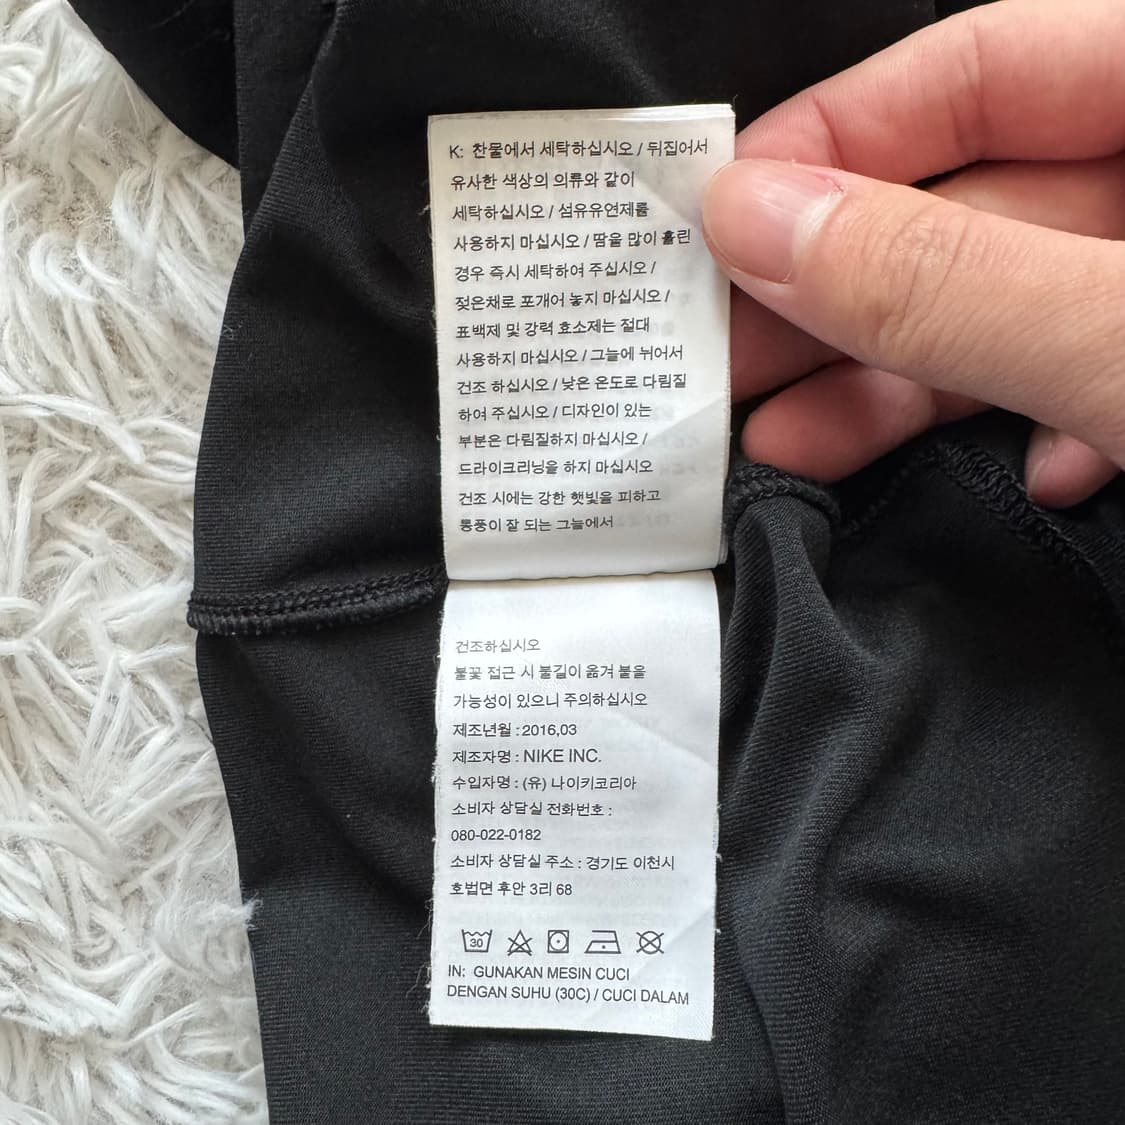 K: 찬물에서 세탁하십시오 / 뒤집어서
유사한 색상의 의류와 같이
세탁하십시오 / 섬유유연제를
사용하지 마십시오 / 땀을 많이 흘린
경우 즉시 세탁하여 주십시오 /
젖은채로 포개어 놓지 마십시오 /
표백제 및 강력 효소제는 절대
사용하지 마십시오 / 그늘에 뉘어서
건조 하십시오 / 낮은 온도로 다림질
하여 주십시오 / 디자인이 있는
부분은 다림질하지 마십시오 /
드라이크리닝을 하지 마십시오
건조 시에는 강한 햇빛을 피하고
통풍이 잘 되는 그늘에서
건조하십시오
불꽃 접근 시 불길이 옮겨 붙을
가능성이 있으니 주의하십시오
제조년월 : 2016.03
제조자명 : NIKE INC.
수입자명 : (유) 나이키코리아
소비자 상담실 전화번호 :
080-022-0182
소비자 상담실 주소 : 경기도 이천시
호법면 후안 3리 68
30
IN: GUNAKAN MESIN CUCI
DENGAN SUHU (30C) / CUCI DALAM